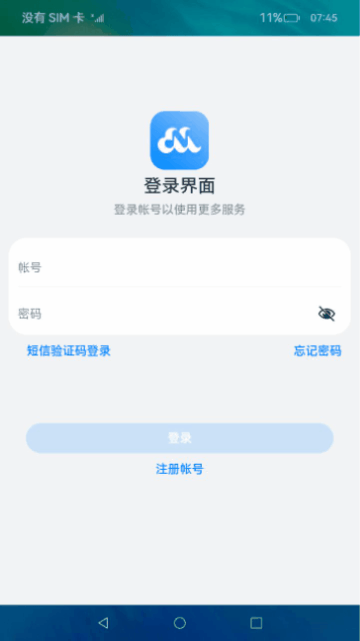 没有 SIM 卡 11% 07:45
登录界面
登录帐号以使用更多服务
帐号
密码
短信验证码登录 忘记密码
登录
注册帐号